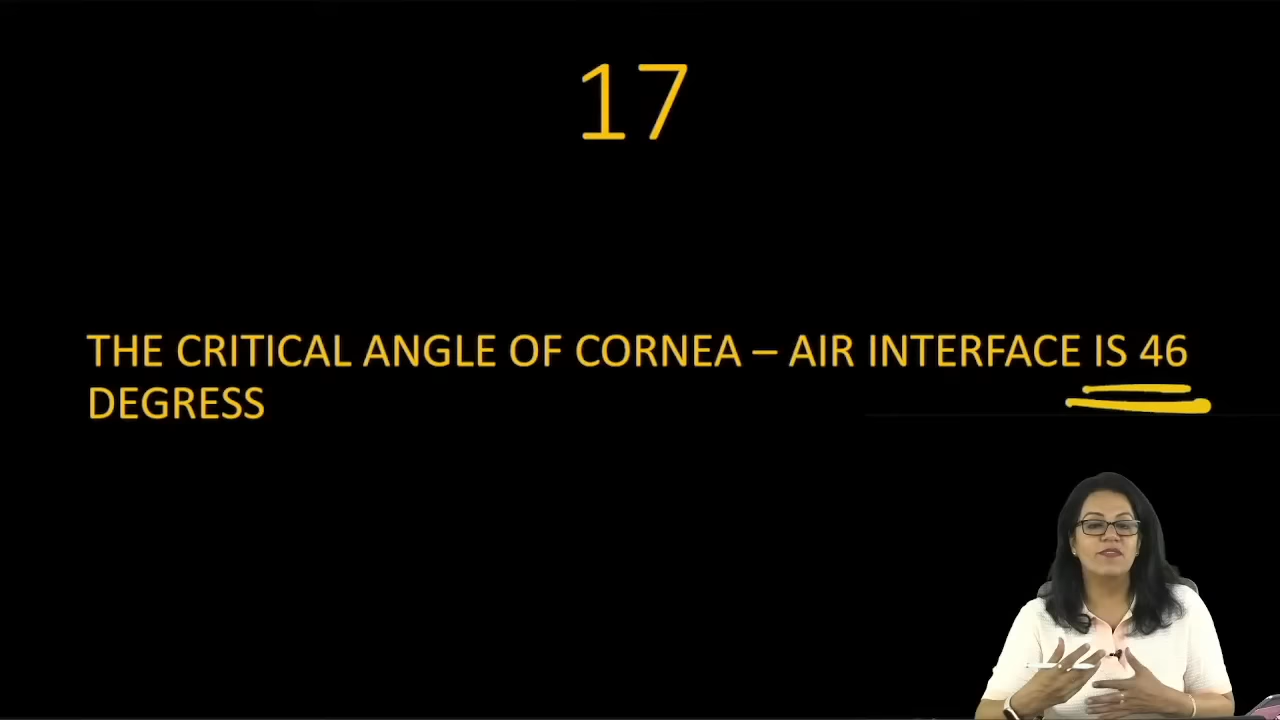 17
THE CRITICAL ANGLE OF CORNEA – AIR INTERFACE IS 46
DEGRESS